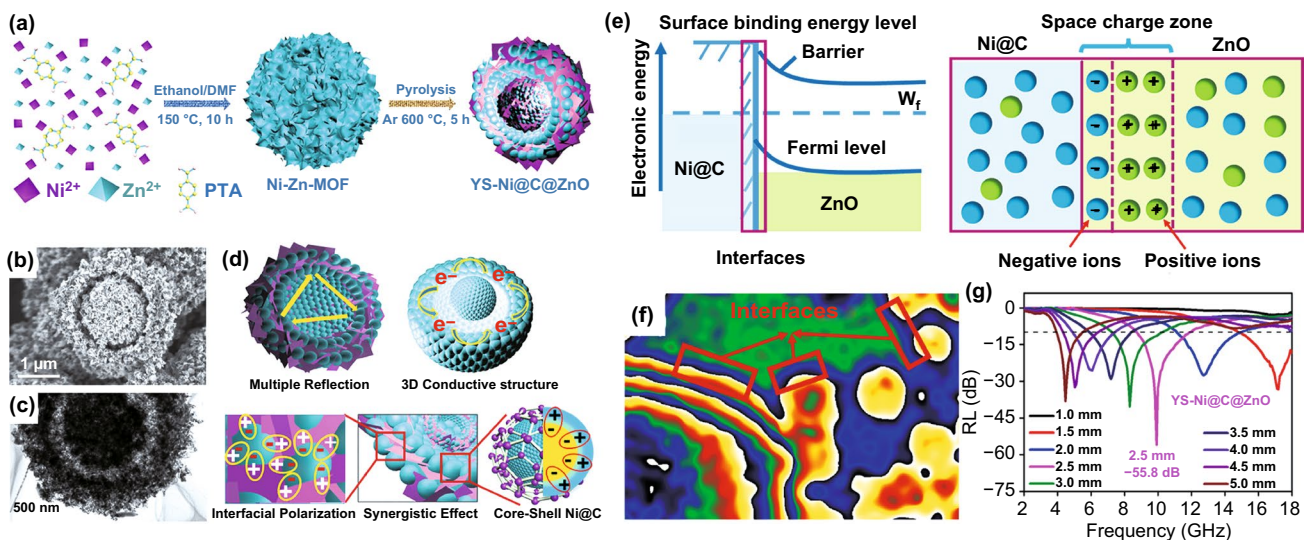 (a)
Ethanol/DMF
150 °C, 10 h
Pyrolysis
Ar 600 °C, 5 h
Ni²⁺
Zn²⁺
PTA
Ni-Zn-MOF
YS-Ni@C@ZnO
(b)
1 μm
(c)
500 nm
(d)
e⁻
e⁻
e⁻
e⁻
Multiple Reflection
3D Conductive structure
+ + + + + + + +
- - - - - - - -
+ + + +
- - - -
Interfacial Polarization
Synergistic Effect
Core-Shell Ni@C
(e)
Surface binding energy level
Electronic energy
Barrier
W_f
Fermi level
Ni@C
ZnO
Interfaces
Space charge zone
Ni@C
ZnO
- + +
- + +
- + +
- + +
Negative ions
Positive ions
(f)
Interfaces
(g)
RL (dB)
0
−15
−30
−45
−60
−75
YS-Ni@C@ZnO
1.0 mm
1.5 mm
2.0 mm
2.5 mm
3.0 mm
2.5 mm
−55.8 dB
3.5 mm
4.0 mm
4.5 mm
5.0 mm
2 4 6 8 10 12 14 16 18
Frequency (GHz)